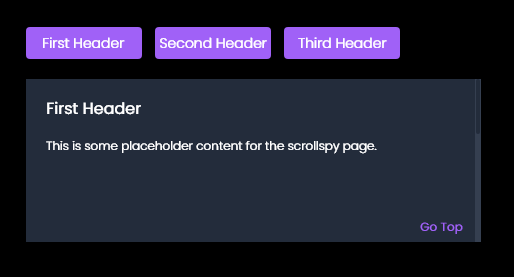 First Header
Second Header
Third Header
First Header
This is some placeholder content for the scrollspy page.
Go Top